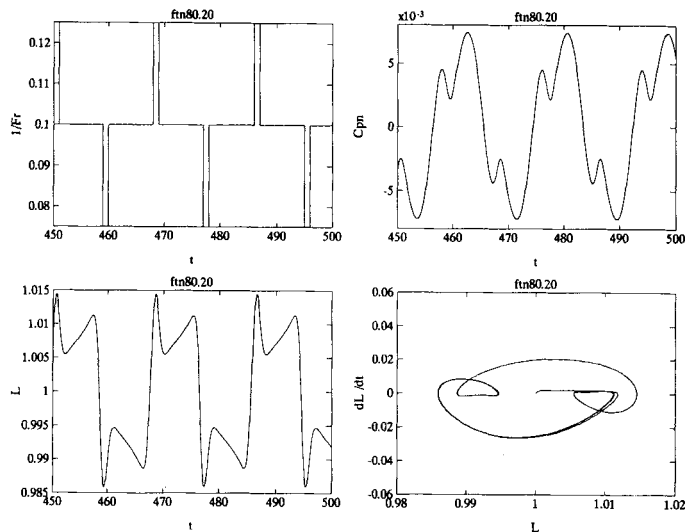 ftn80.20
1/Fr
0.12
0.11
0.1
0.09
0.08
450 460 470 480 490 500
t
x10⁻³
ftn80.20
Cpn
5
0
-5
450 460 470 480 490 500
t
ftn80.20
L
1.015
1.01
1.005
1
0.995
0.99
0.985
450 460 470 480 490 500
t
ftn80.20
dL /dt
0.06
0.04
0.02
0
-0.02
-0.04
-0.06
0.98 0.99 1 1.01 1.02
L